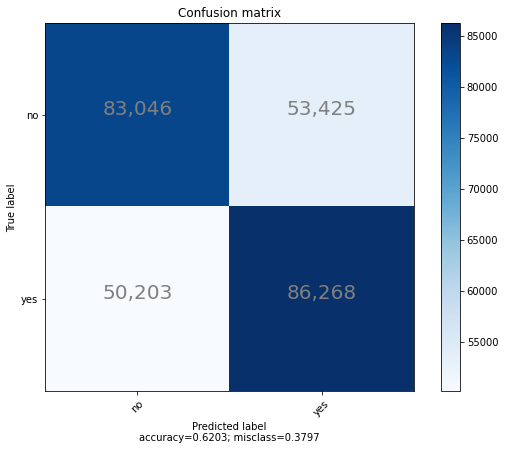 Confusion matrix
83,046 53,425
50,203 86,268
no
yes
True label
no yes
Predicted label
accuracy=0.6203; misclass=0.3797
85000
80000
75000
70000
65000
60000
55000